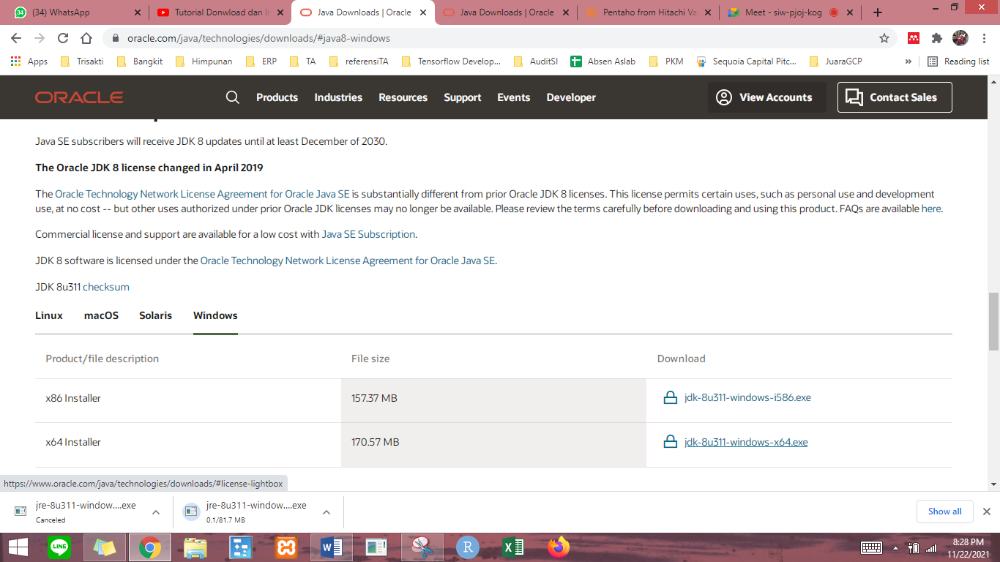 (34) WhatsApp
Tutorial Donwload dan In
Java Downloads | Oracle
Java Downloads | Oracle
Pentaho from Hitachi Va
Meet - siw-pjoj-kog
oracle.com/java/technologies/downloads/#java8-windows
Apps Trisakti Bangkit Himpunan ERP TA referensiTA Tensorflow Develop... AuditSI Absen Aslab PKM Sequoia Capital Pitc... JuaraGCP » Reading list
ORACLE Products Industries Resources Support Events Developer View Accounts Contact Sales
Java SE subscribers will receive JDK 8 updates until at least December of 2030.
The Oracle JDK 8 license changed in April 2019
The Oracle Technology Network License Agreement for Oracle Java SE is substantially different from prior Oracle JDK 8 licenses. This license permits certain uses, such as personal use and development
use, at no cost -- but other uses authorized under prior Oracle JDK licenses may no longer be available. Please review the terms carefully before downloading and using this product. FAQs are available here.
Commercial license and support are available for a low cost with Java SE Subscription.
JDK 8 software is licensed under the Oracle Technology Network License Agreement for Oracle Java SE.
JDK 8u311 checksum
Linux macOS Solaris Windows
Product/file description File size Download
x86 Installer 157.37 MB jdk-8u311-windows-i586.exe
x64 Installer 170.57 MB jdk-8u311-windows-x64.exe
https://www.oracle.com/java/technologies/downloads/#license-lightbox
jre-8u311-window....exe
Canceled
jre-8u311-window....exe
0.1/81.7 MB
Show all
LINE
8:28 PM
11/22/2021